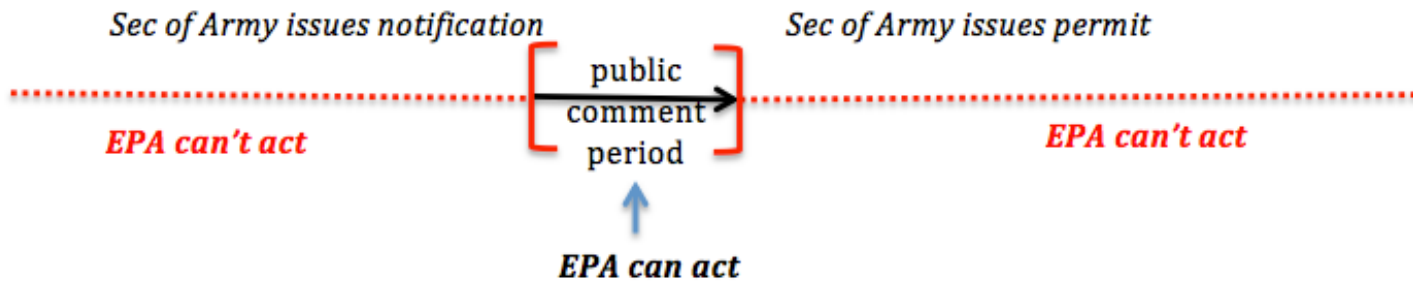 Sec of Army issues notification
Sec of Army issues permit
public
comment
period
EPA can’t act
EPA can’t act
EPA can act